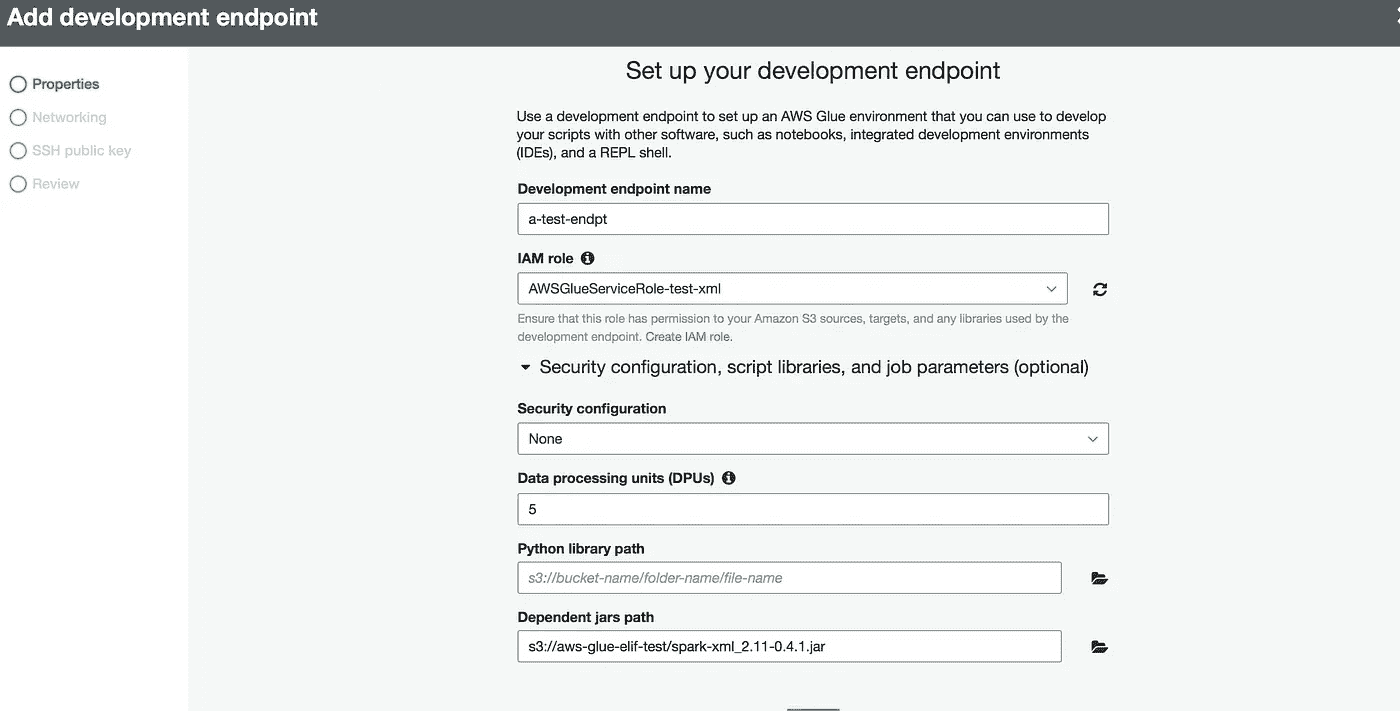 Add development endpoint
Properties
Networking
SSH public key
Review
Set up your development endpoint
Use a development endpoint to set up an AWS Glue environment that you can use to develop
your scripts with other software, such as notebooks, integrated development environments
(IDEs), and a REPL shell.
Development endpoint name
a-test-endpt
IAM role
AWSGlueServiceRole-test-xml
Ensure that this role has permission to your Amazon S3 sources, targets, and any libraries used by the
development endpoint. Create IAM role.
Security configuration, script libraries, and job parameters (optional)
Security configuration
None
Data processing units (DPUs)
5
Python library path
s3://bucket-name/folder-name/file-name
Dependent jars path
s3://aws-glue-elif-test/spark-xml_2.11-0.4.1.jar